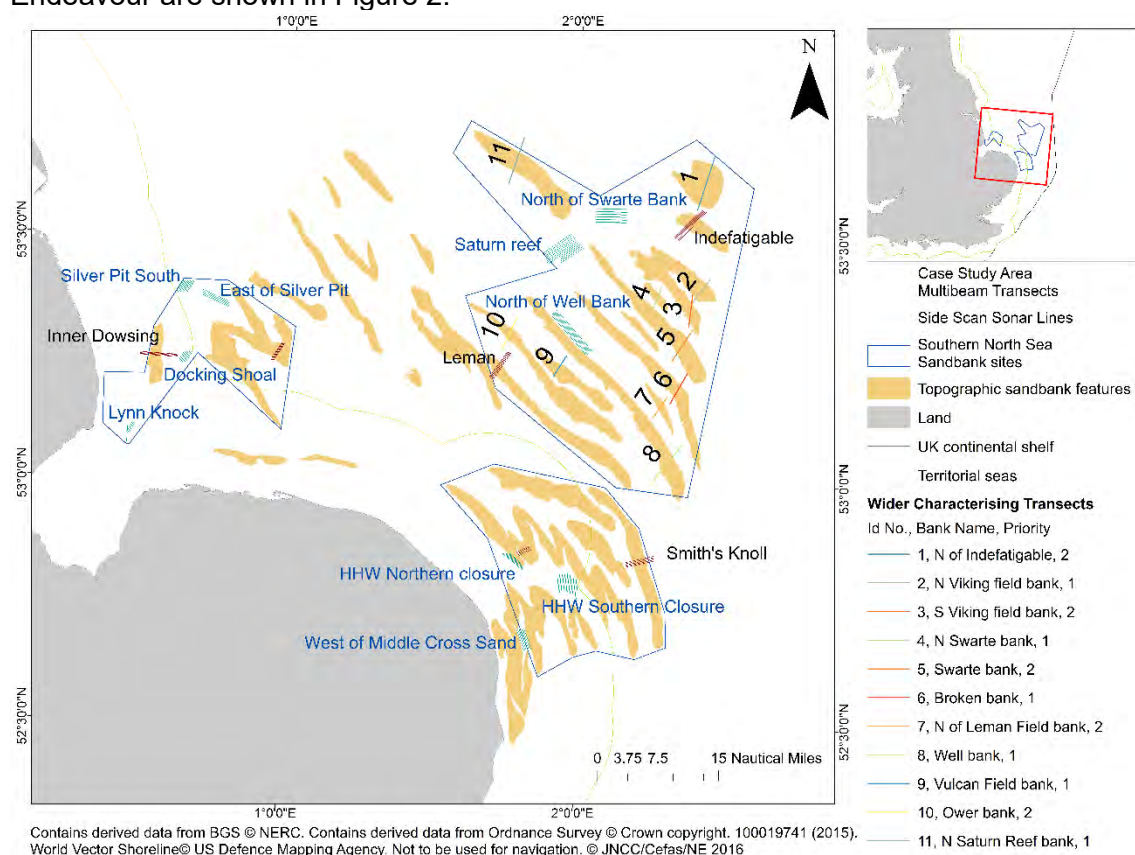 Endeavour are shown in Figure 2.
1°0'0"E
2°0'0"E
N
11
1
North of Swarte Bank
Indefatigable
Saturn reef
53°30'0"N
53°30'0"N
Silver Pit South
East of Silver Pit
North of Well Bank
4
2
3
10
5
Inner Dowsing
9
Leman
6
Docking Shoal
7
Lynn Knock
8
53°0'0"N
53°0'0"N
Smith's Knoll
HHW Northern closure
HHW Southern Closure
West of Middle Cross Sand
52°30'0"N
52°30'0"N
0 3.75 7.5 15 Nautical Miles
1°0'0"E
2°0'0"E
Case Study Area
Multibeam Transects
Side Scan Sonar Lines
Southern North Sea
Sandbank sites
Topographic sandbank features
Land
UK continental shelf
Territorial seas
Wider Characterising Transects
Id No., Bank Name, Priority
1, N of Indefatigable, 2
2, N Viking field bank, 1
3, S Viking field bank, 2
4, N Swarte bank, 1
5, Swarte bank, 2
6, Broken bank, 1
7, N of Leman Field bank, 2
8, Well bank, 1
9, Vulcan Field bank, 1
10, Ower bank, 2
11, N Saturn Reef bank, 1
Contains derived data from BGS © NERC. Contains derived data from Ordnance Survey © Crown copyright. 100019741 (2015).
World Vector Shoreline© US Defence Mapping Agency. Not to be used for navigation. © JNCC/Cefas/NE 2016